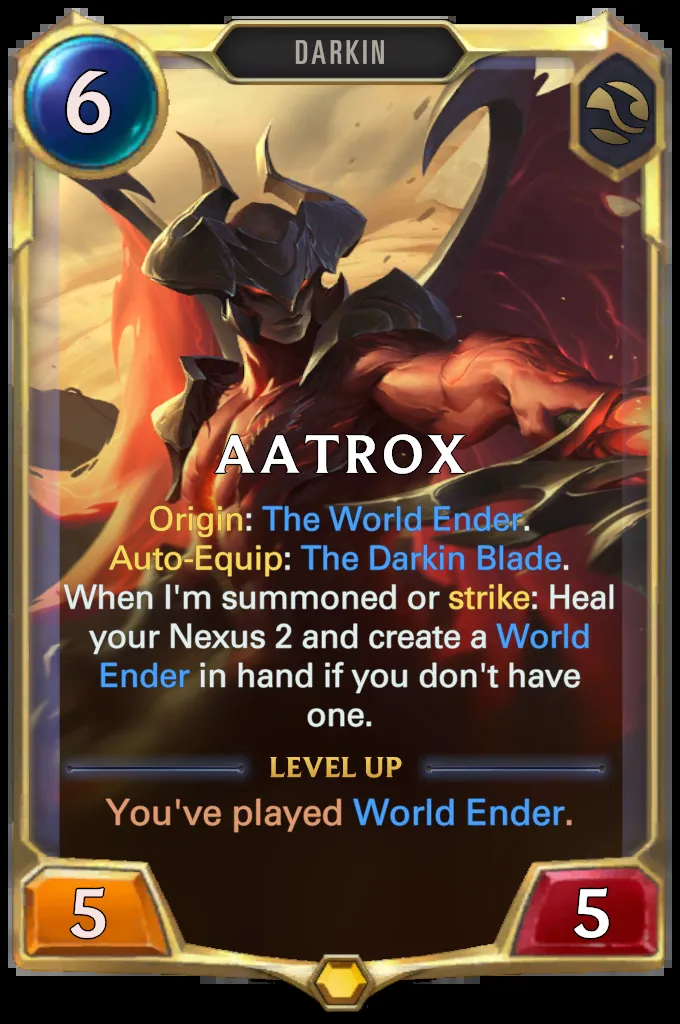 DARKIN
6
AATROX
Origin: The World Ender.
Auto-Equip: The Darkin Blade.
When I'm summoned or strike: Heal
your Nexus 2 and create a World
Ender in hand if you don't have
one.
LEVEL UP
You've played World Ender.
5
5